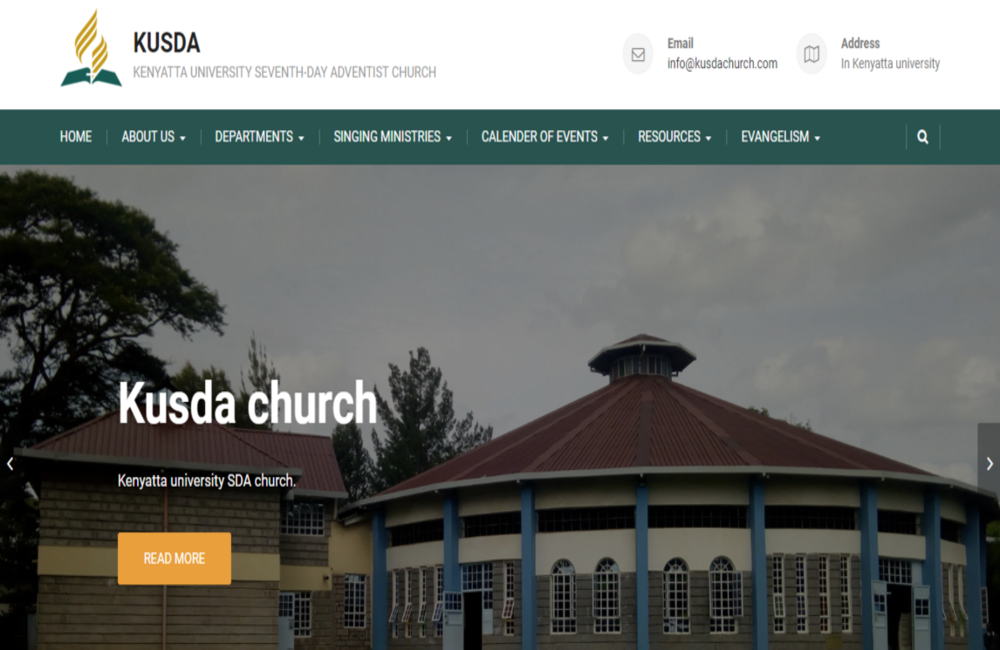 KUSDA
KENYATTA UNIVERSITY SEVENTH-DAY ADVENTIST CHURCH
Email
info@kusdachurch.com
Address
In Kenyatta university
HOME ABOUT US DEPARTMENTS SINGING MINISTRIES CALENDER OF EVENTS RESOURCES EVANGELISM
Kusda church
Kenyatta university SDA church.
READ MORE